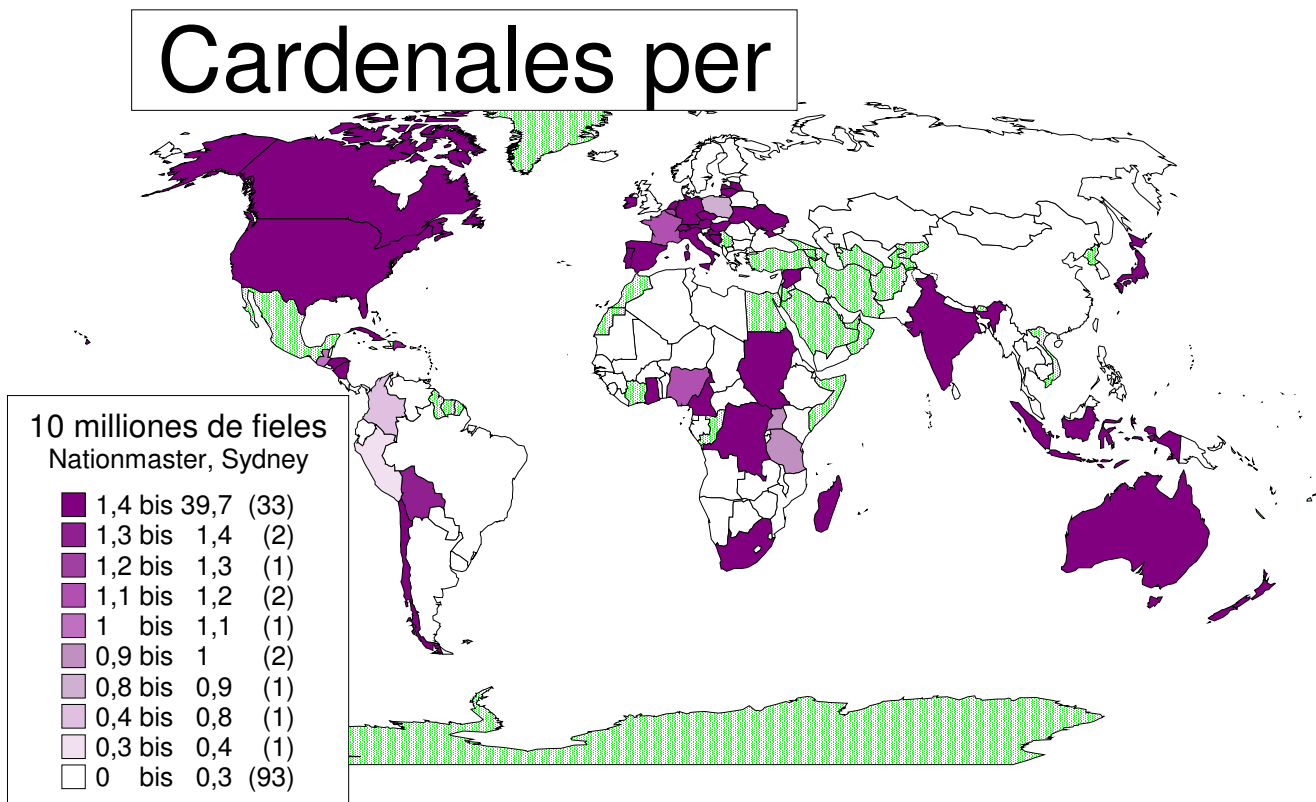 Cardenales per
10 milliones de fieles
Nationmaster, Sydney
1,4 bis 39,7 (33)
1,3 bis 1,4 (2)
1,2 bis 1,3 (1)
1,1 bis 1,2 (2)
1 bis 1,1 (1)
0,9 bis 1 (2)
0,8 bis 0,9 (1)
0,4 bis 0,8 (1)
0,3 bis 0,4 (1)
0 bis 0,3 (93)